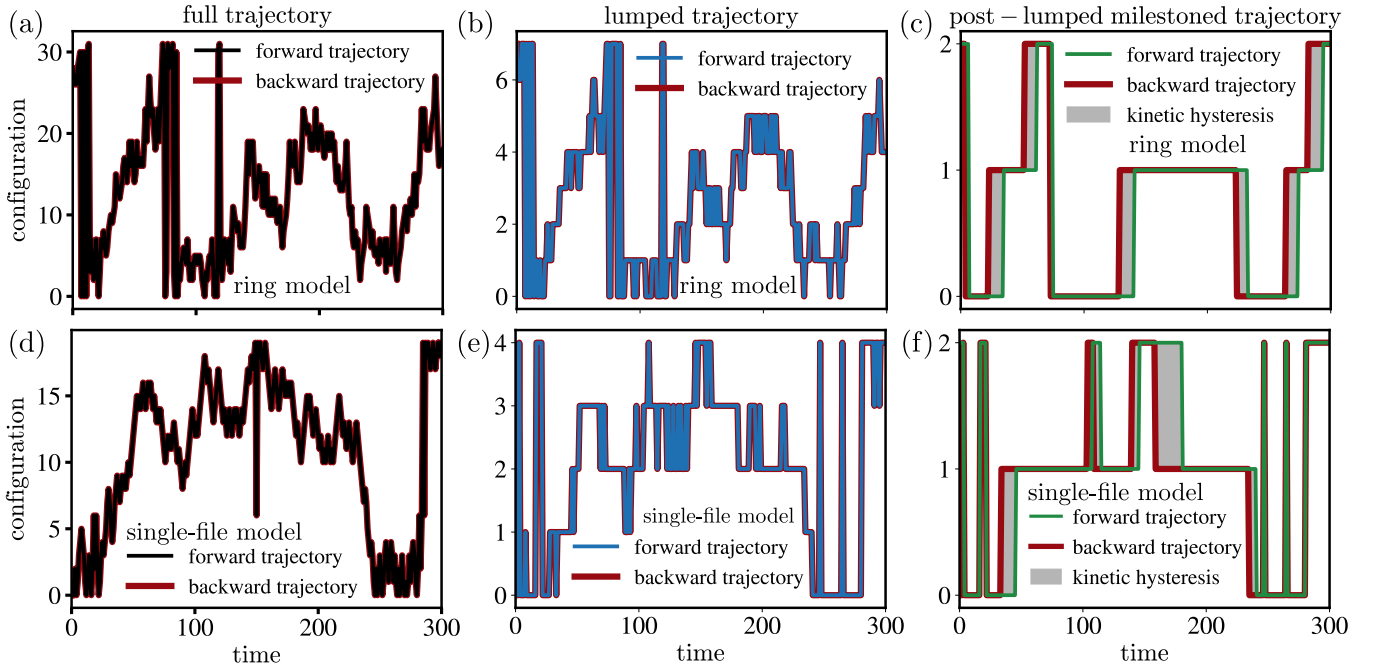 full trajectory
lumped trajectory
post − lumped milestoned trajectory
(a)
configuration
30
20
10
0
forward trajectory
backward trajectory
ring model
0
100
200
300
(b)
6
4
2
0
forward trajectory
backward trajectory
ring model
(c)
2
1
0
forward trajectory
backward trajectory
kinetic hysteresis
ring model
(d)
configuration
15
10
5
0
single-file model
forward trajectory
backward trajectory
0
100
200
300
time
(e)
4
3
2
1
0
single-file model
forward trajectory
backward trajectory
0
100
200
300
time
(f)
2
1
0
single-file model
forward trajectory
backward trajectory
kinetic hysteresis
0
100
200
300
time